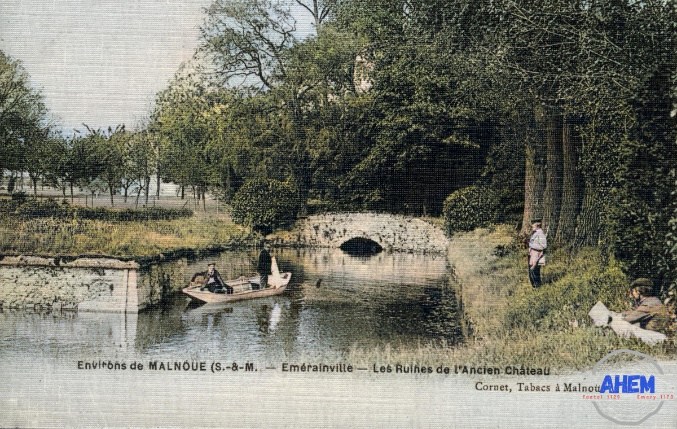 Environs de MALNOUE (S.-&-M. — Emérainville — Les Ruines de l'Ancien Château
Cornet, Tabacs à Malnou
AHEM